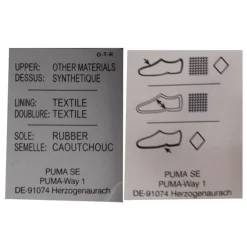 O-T-R
UPPER: OTHER MATERIALS
DESSUS: SYNTHETIQUE
LINING: TEXTILE
DOUBLURE: TEXTILE
SOLE: RUBBER
SEMELLE: CAOUTCHOUC
PUMA SE
PUMA-Way 1
DE-91074 Herzogenaurach
PUMA SE
PUMA-Way 1
DE-91074 Herzogenaurach